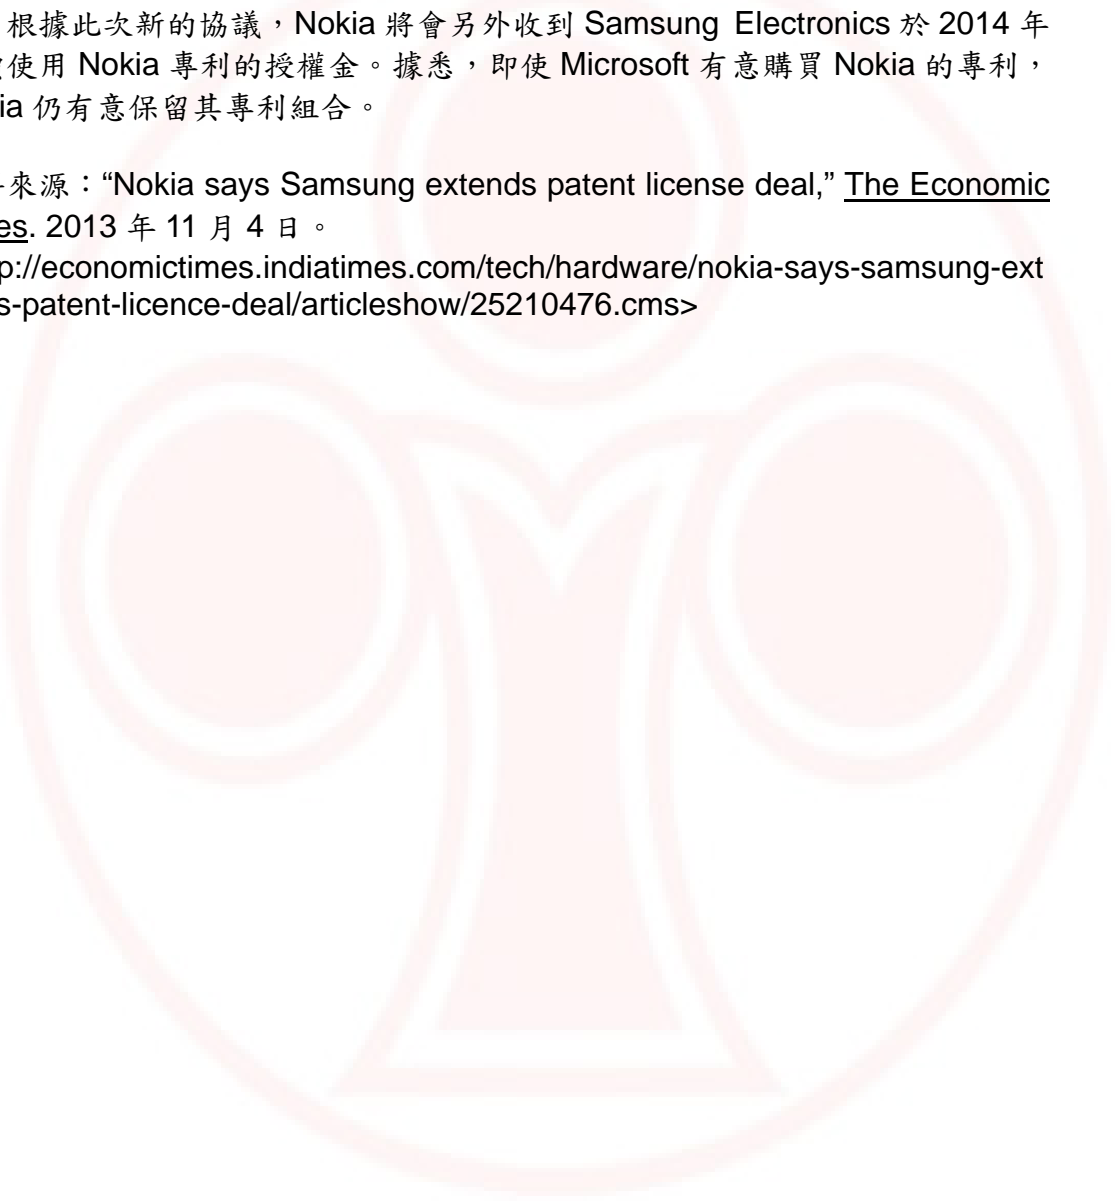 根據此次新的協議，Nokia 將會另外收到 Samsung Electronics 於 2014 年
使用 Nokia 專利的授權金。據悉，即使 Microsoft 有意購買 Nokia 的專利，
ia 仍有意保留其專利組合。
來源：“Nokia says Samsung extends patent license deal,” The Economic
es. 2013 年 11 月 4 日。
p://economictimes.indiatimes.com/tech/hardware/nokia-says-samsung-ext
s-patent-licence-deal/articleshow/25210476.cms>